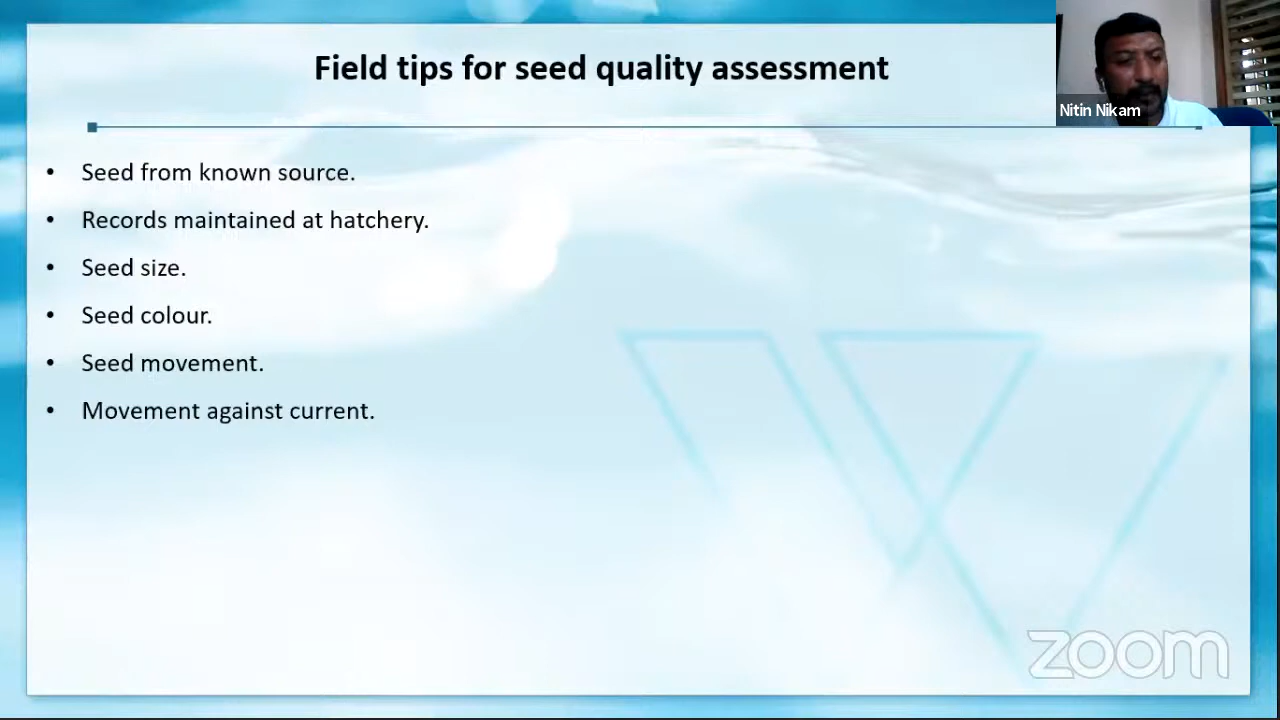 Field tips for seed quality assessment
Nitin Nikam
• Seed from known source.
• Records maintained at hatchery.
• Seed size.
• Seed colour.
• Seed movement.
• Movement against current.
zoom